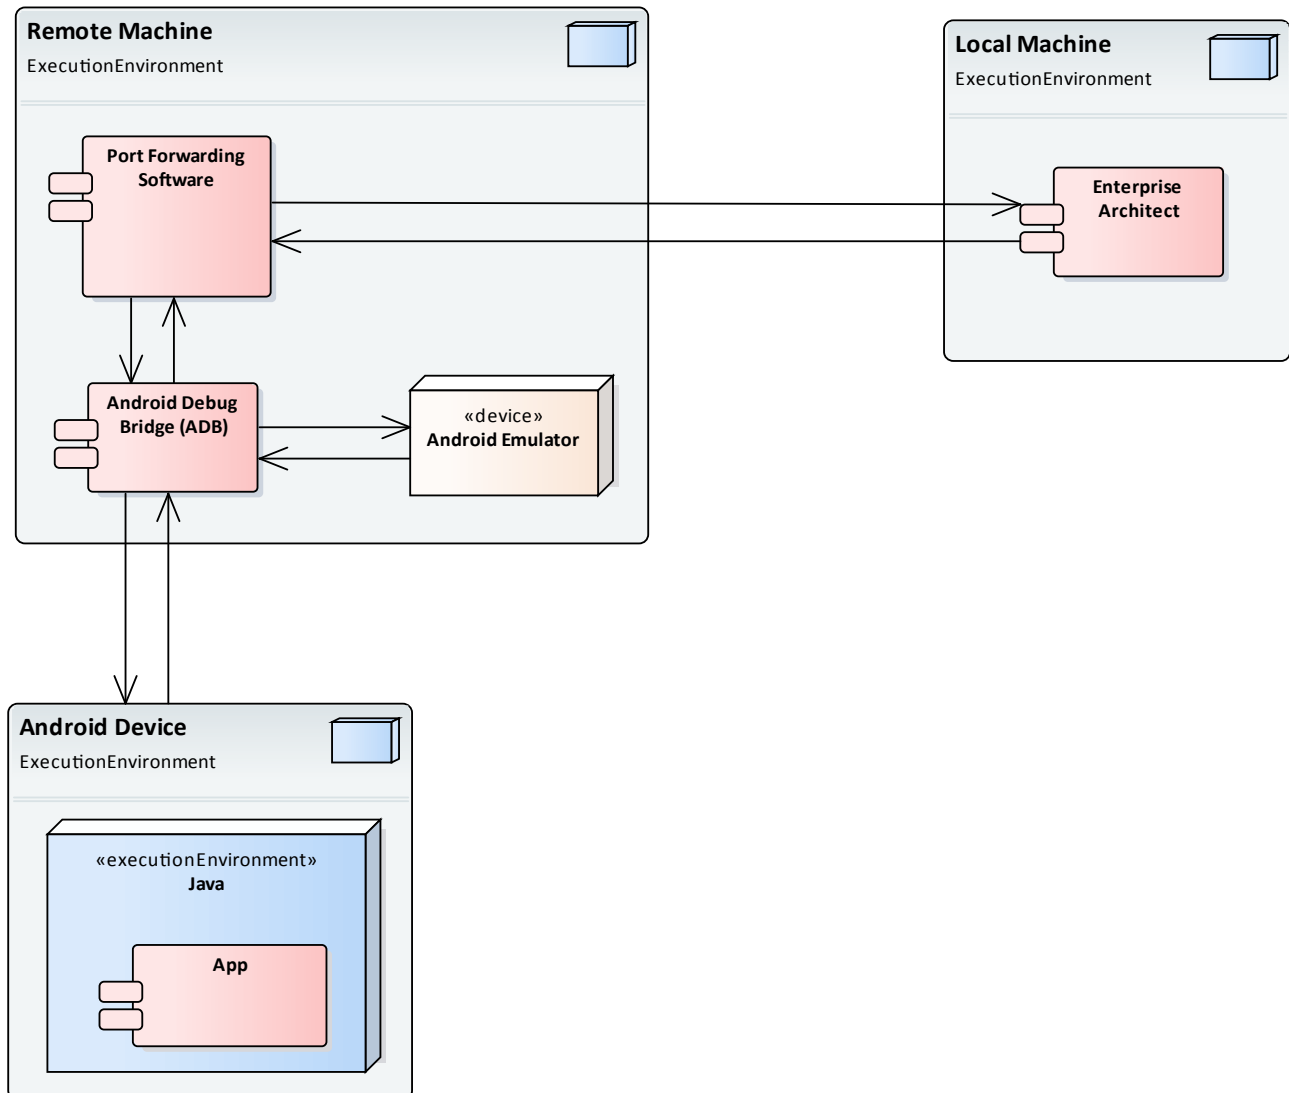 Remote Machine
ExecutionEnvironment
Port Forwarding
Software
Android Debug
Bridge (ADB)
«device»
Android Emulator
Local Machine
ExecutionEnvironment
Enterprise
Architect
Android Device
ExecutionEnvironment
«executionEnvironment»
Java
App